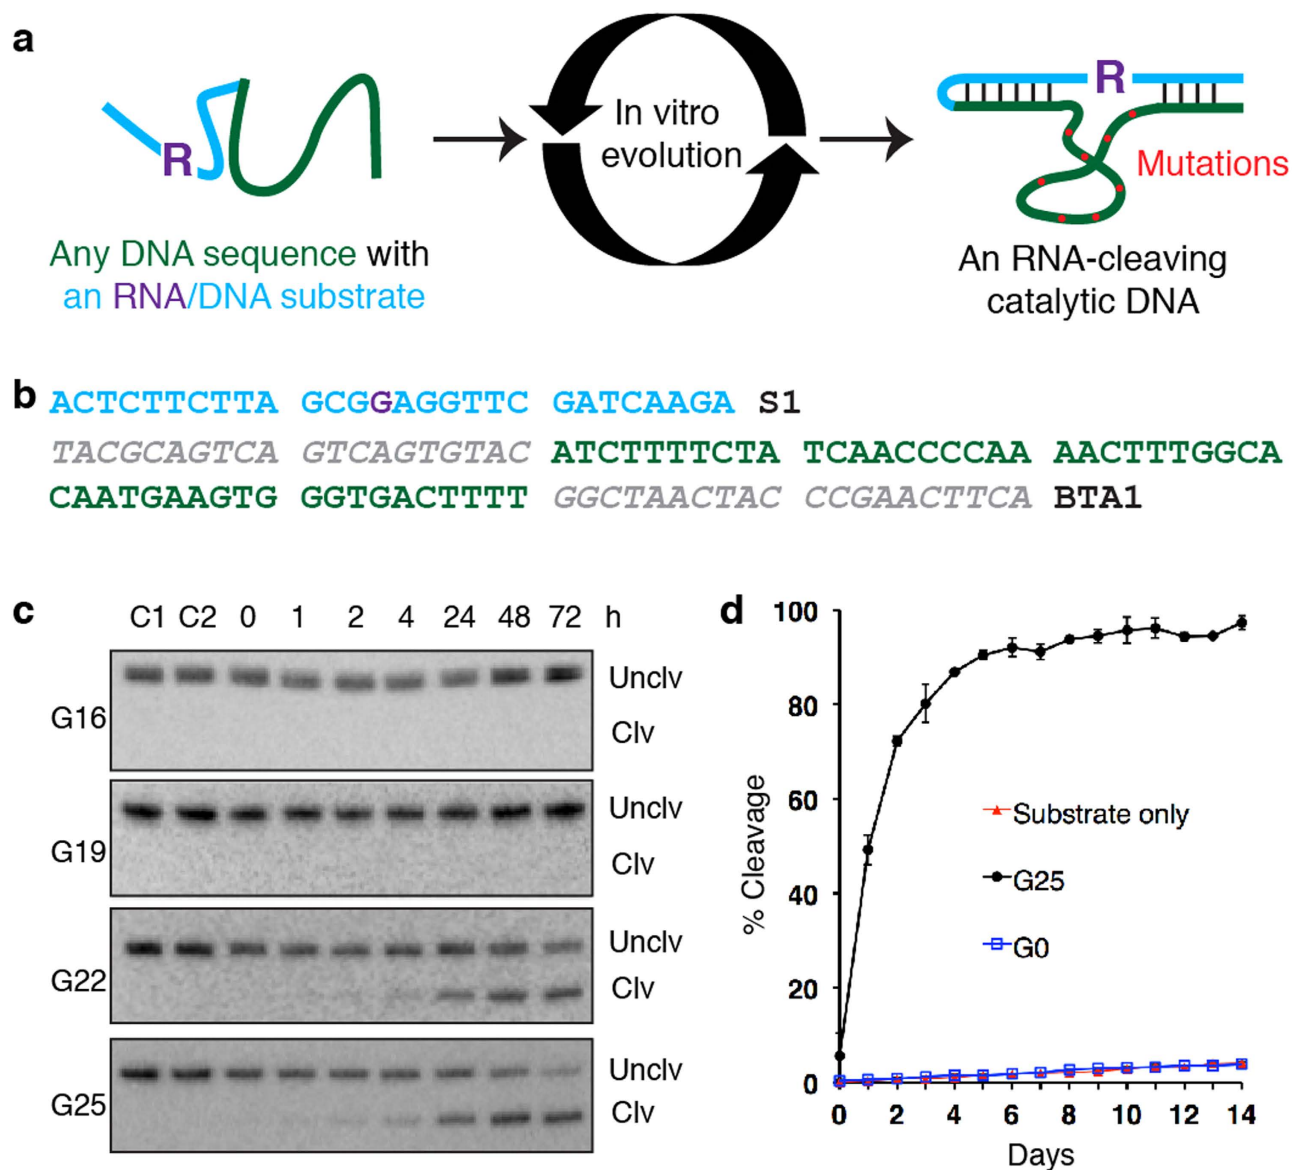 a
R
Any DNA sequence with
an RNA/DNA substrate
In vitro
evolution
R
Mutations
An RNA-cleaving
catalytic DNA
b
ACTCTTCTTA GCGGAGGTTC GATCAAGA S1
TACGCAGTCA GTCAGTGTAC ATCTTTTCTA TCAACCCCAA AACTTTGGCA
CAATGAAGTG GGTGACTTTT GGCTAACTAC CCGAACTTCA BTA1
c
C1 C2 0 1 2 4 24 48 72 h
G16
Unclv
Clv
G19
Unclv
Clv
G22
Unclv
Clv
G25
Unclv
Clv
d
100
80
60
40
20
0
% Cleavage
Substrate only
G25
G0
0 2 4 6 8 10 12 14
Days